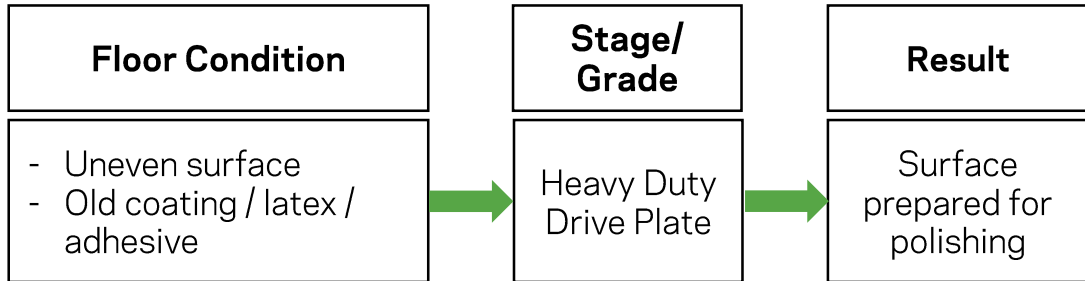 Floor Condition
Stage/
Grade
Result
- Uneven surface
- Old coating / latex /
adhesive
Heavy Duty
Drive Plate
Surface
prepared for
polishing